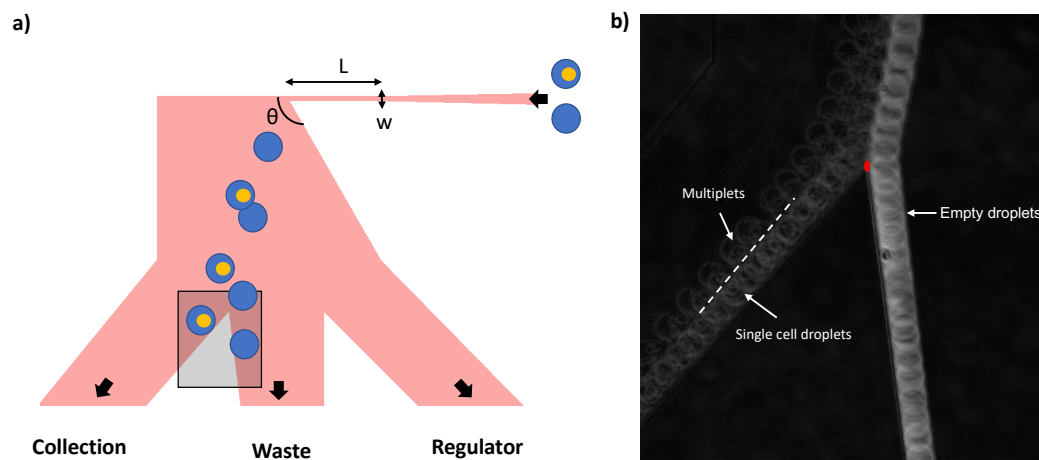 a)
L
θ
w
Collection
Waste
Regulator
b)
Multiplets
Empty droplets
Single cell droplets